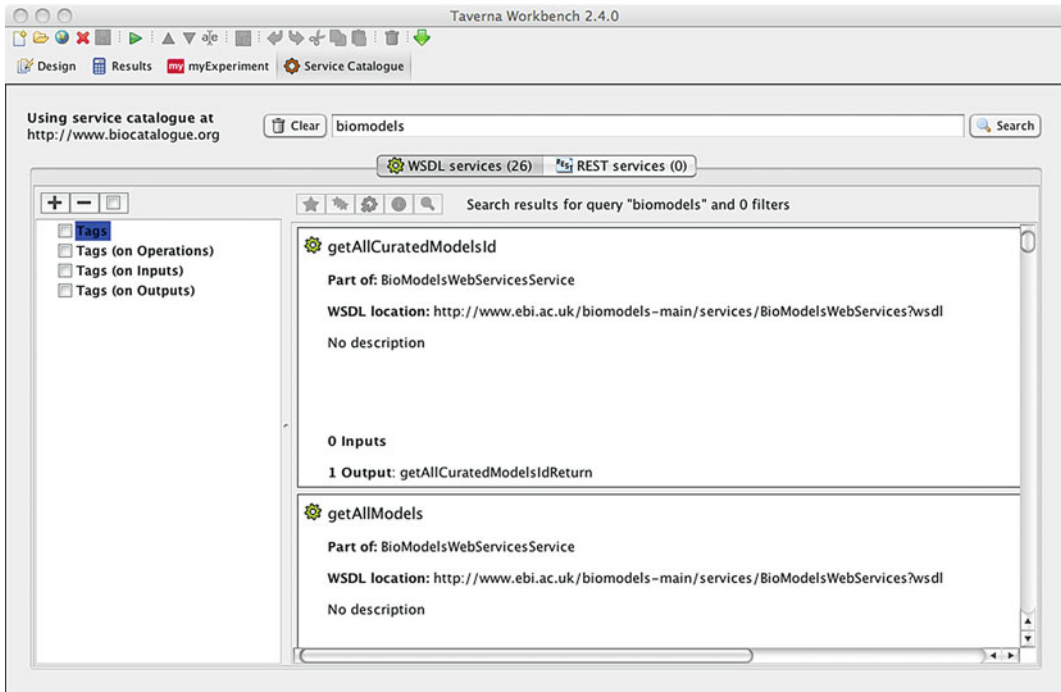 Taverna Workbench 2.4.0
Design Results my myExperiment Service Catalogue
Using service catalogue at
http://www.biocatalogue.org
Clear biomodels Search
WSDL services (26) REST services (0)
Search results for query "biomodels" and 0 filters
Tags
Tags (on Operations)
Tags (on Inputs)
Tags (on Outputs)
getAllCuratedModelsId
Part of: BioModelsWebServicesService
WSDL location: http://www.ebi.ac.uk/biomodels-main/services/BioModelsWebServices?wsdl
No description
0 Inputs
1 Output: getAllCuratedModelsIdReturn
getAllModels
Part of: BioModelsWebServicesService
WSDL location: http://www.ebi.ac.uk/biomodels-main/services/BioModelsWebServices?wsdl
No description